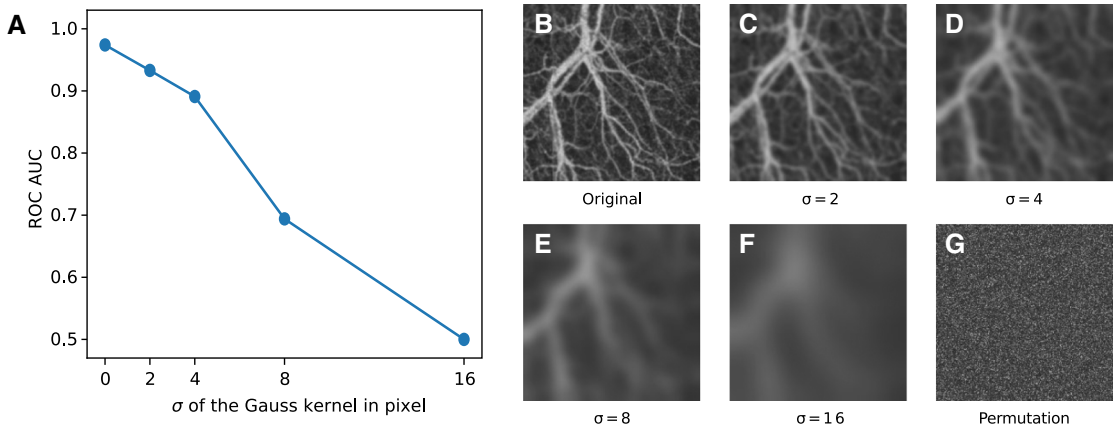 A
ROC AUC
1.0
0.9
0.8
0.7
0.6
0.5
0 2 4 8 16
σ of the Gauss kernel in pixel
B
C
D
Original
σ = 2
σ = 4
E
F
G
σ = 8
σ = 16
Permutation